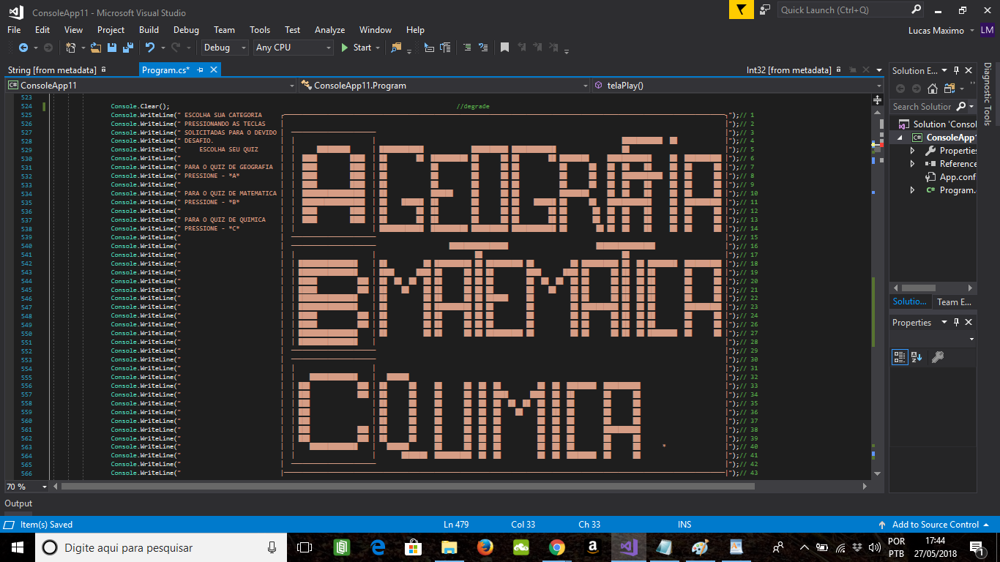 ConsoleApp11 - Microsoft Visual Studio
Quick Launch (Ctrl+Q)
File Edit View Project Build Debug Team Tools Test Analyze Window Help
Lucas Maximo LM
Debug Any CPU Start
String [from metadata] Program.cs* Int32 [from metadata]
ConsoleApp11 ConsoleApp11.Program telaPlay()
523
524 Console.Clear(); //degrade
525 Console.WriteLine(" ESCOLHA SUA CATEGORIA ");// 1
526 Console.WriteLine(" PRESSIONANDO AS TECLAS ");// 2
527 Console.WriteLine(" SOLICITADAS PARA O DEVIDO ");// 3
528 Console.WriteLine(" DESAFIO. ");// 4
529 Console.WriteLine(" ESCOLHA SEU QUIZ ");// 5
530 Console.WriteLine(" ");// 6
531 Console.WriteLine(" PARA O QUIZ DE GEOGRAFIA ");// 7
532 Console.WriteLine(" PRESSIONE - *A* ");// 8
533 Console.WriteLine(" ");// 9
534 Console.WriteLine(" PARA O QUIZ DE MATEMATICA ");// 10
535 Console.WriteLine(" PRESSIONE - *B* ");// 11
536 Console.WriteLine(" ");// 12
537 Console.WriteLine(" PARA O QUIZ DE QUIMICA ");// 13
538 Console.WriteLine(" PRESSIONE - *C* ");// 14
539 Console.WriteLine(" ");// 15
540 Console.WriteLine(" ");// 16
541 Console.WriteLine(" ");// 17
542 Console.WriteLine(" ");// 18
543 Console.WriteLine(" ");// 19
544 Console.WriteLine(" ");// 20
545 Console.WriteLine(" ");// 21
546 Console.WriteLine(" ");// 22
547 Console.WriteLine(" ");// 23
548 Console.WriteLine(" ");// 24
549 Console.WriteLine(" ");// 26
550 Console.WriteLine(" ");// 27
551 Console.WriteLine(" ");// 28
552 Console.WriteLine(" ");// 29
553 Console.WriteLine(" ");// 30
554 Console.WriteLine(" ");// 31
555 Console.WriteLine(" ");// 32
556 Console.WriteLine(" ");// 33
557 Console.WriteLine(" ");// 34
558 Console.WriteLine(" ");// 35
559 Console.WriteLine(" ");// 36
560 Console.WriteLine(" ");// 37
561 Console.WriteLine(" ");// 38
562 Console.WriteLine(" ");// 39
563 Console.WriteLine(" * ");// 40
564 Console.WriteLine(" ");// 41
565 Console.WriteLine(" ");// 42
566 Console.WriteLine(" ");// 43
A GEOGRAFIA
B MATEMATICA
C QUIMICA
70 %
Solution E...
Search Solution
Solution 'Consol
ConsoleApp1
Properties
Reference
App.conf
Program.
Solutio... Team E...
Properties
Diagnostic Tools
Output
Item(s) Saved Ln 479 Col 33 Ch 33 INS Add to Source Control
Digite aqui para pesquisar
POR
PTB
17:44
27/05/2018
1